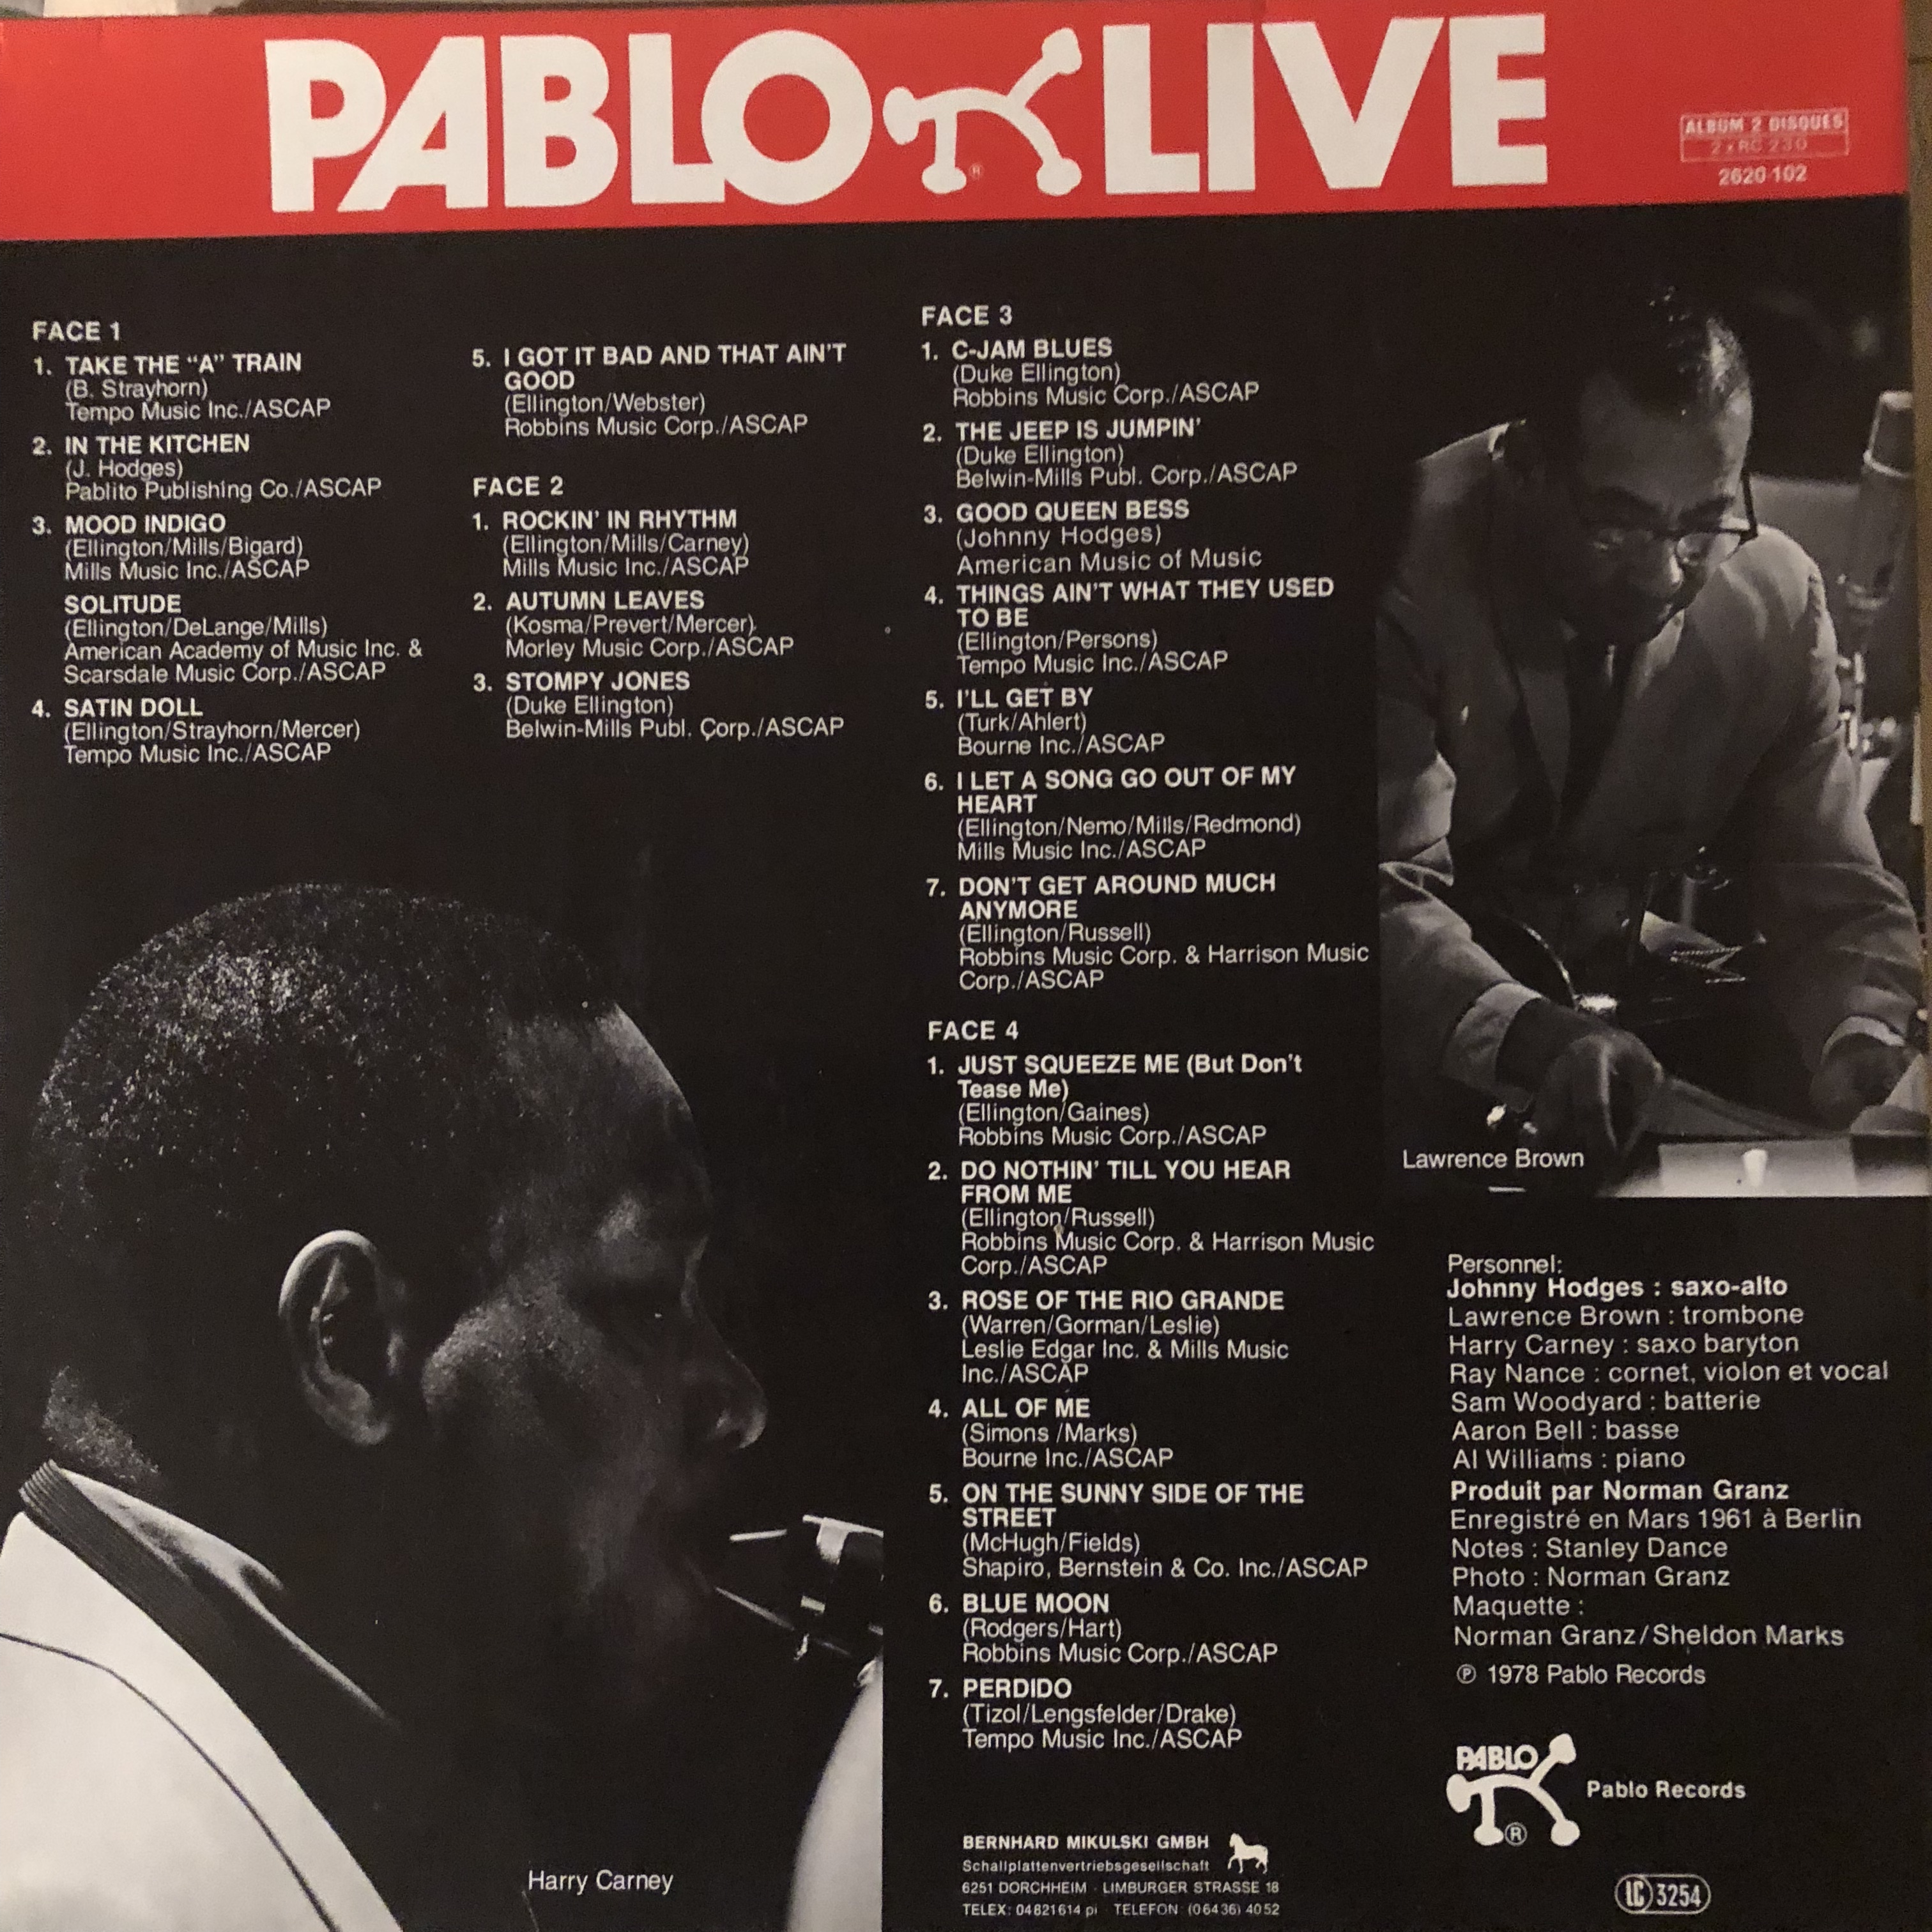 PABLO LIVE
®
ALBUM 2 DISQUES
2 x RC 230
2620 102
FACE 1
1. TAKE THE “A” TRAIN
(B. Strayhorn)
Tempo Music Inc./ASCAP
2. IN THE KITCHEN
(J. Hodges)
Pablito Publishing Co./ASCAP
3. MOOD INDIGO
(Ellington/Mills/Bigard)
Mills Music Inc./ASCAP
SOLITUDE
(Ellington/DeLange/Mills)
American Academy of Music Inc. &
Scarsdale Music Corp./ASCAP
4. SATIN DOLL
(Ellington/Strayhorn/Mercer)
Tempo Music Inc./ASCAP
5. I GOT IT BAD AND THAT AIN’T
GOOD
(Ellington/Webster)
Robbins Music Corp./ASCAP
FACE 2
1. ROCKIN’ IN RHYTHM
(Ellington/Mills/Carney)
Mills Music Inc./ASCAP
2. AUTUMN LEAVES
(Kosma/Prevert/Mercer)
Morley Music Corp./ASCAP
3. STOMPY JONES
(Duke Ellington)
Belwin-Mills Publ. Corp./ASCAP
FACE 3
1. C-JAM BLUES
(Duke Ellington)
Robbins Music Corp./ASCAP
2. THE JEEP IS JUMPIN’
(Duke Ellington)
Belwin-Mills Publ. Corp./ASCAP
3. GOOD QUEEN BESS
(Johnny Hodges)
American Music of Music
4. THINGS AIN’T WHAT THEY USED
TO BE
(Ellington/Persons)
Tempo Music Inc./ASCAP
5. I’LL GET BY
(Turk/Ahlert)
Bourne Inc./ASCAP
6. I LET A SONG GO OUT OF MY
HEART
(Ellington/Nemo/Mills/Redmond)
Mills Music Inc./ASCAP
7. DON’T GET AROUND MUCH
ANYMORE
(Ellington/Russell)
Robbins Music Corp. & Harrison Music
Corp./ASCAP
FACE 4
1. JUST SQUEEZE ME (But Don’t
Tease Me)
(Ellington/Gaines)
Robbins Music Corp./ASCAP
2. DO NOTHIN’ TILL YOU HEAR
FROM ME
(Ellington/Russell)
Robbins Music Corp. & Harrison Music
Corp./ASCAP
3. ROSE OF THE RIO GRANDE
(Warren/Gorman/Leslie)
Leslie Edgar Inc. & Mills Music
Inc./ASCAP
4. ALL OF ME
(Simons /Marks)
Bourne Inc./ASCAP
5. ON THE SUNNY SIDE OF THE
STREET
(McHugh/Fields)
Shapiro, Bernstein & Co. Inc./ASCAP
6. BLUE MOON
(Rodgers/Hart)
Robbins Music Corp./ASCAP
7. PERDIDO
(Tizol/Lengsfelder/Drake)
Tempo Music Inc./ASCAP
BERNHARD MIKULSKI GMBH
Schallplattenvertriebsgesellschaft
6251 DORCHHEIM · LIMBURGER STRASSE 18
TELEX: 04821614 pi · TELEFON (06436) 4052
Harry Carney
Lawrence Brown
Personnel:
Johnny Hodges : saxo-alto
Lawrence Brown : trombone
Harry Carney : saxo baryton
Ray Nance : cornet, violon et vocal
Sam Woodyard : batterie
Aaron Bell : basse
Al Williams : piano
Produit par Norman Granz
Enregistré en Mars 1961 à Berlin
Notes : Stanley Dance
Photo : Norman Granz
Maquette :
Norman Granz/Sheldon Marks
℗ 1978 Pablo Records
PABLO
®
Pablo Records
LC 3254